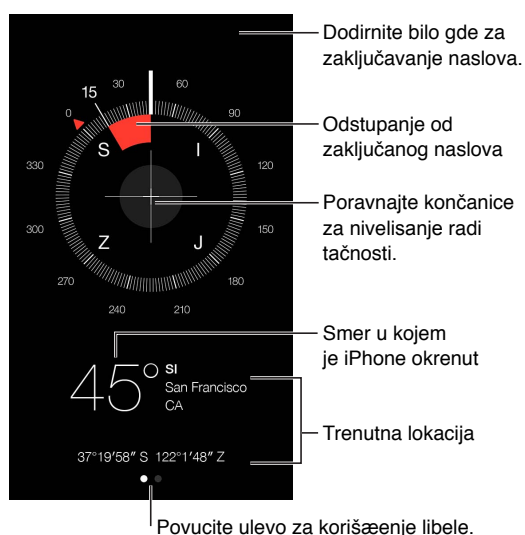 Dodirnite bilo gde za
zaključavanje naslova.
15
30
60
0
90
S
I
Odstupanje od
zaključanog naslova
330
120
Poravnajte končanice
za nivelisanje radi
tačnosti.
300
150
Z
J
270
180
240
210
Smer u kojem
je iPhone okrenut
45° SI
San Francisco
CA
Trenutna lokacija
37°19′58″ S 122°1′48″ Z
Povucite ulevo za korišæenje libele.